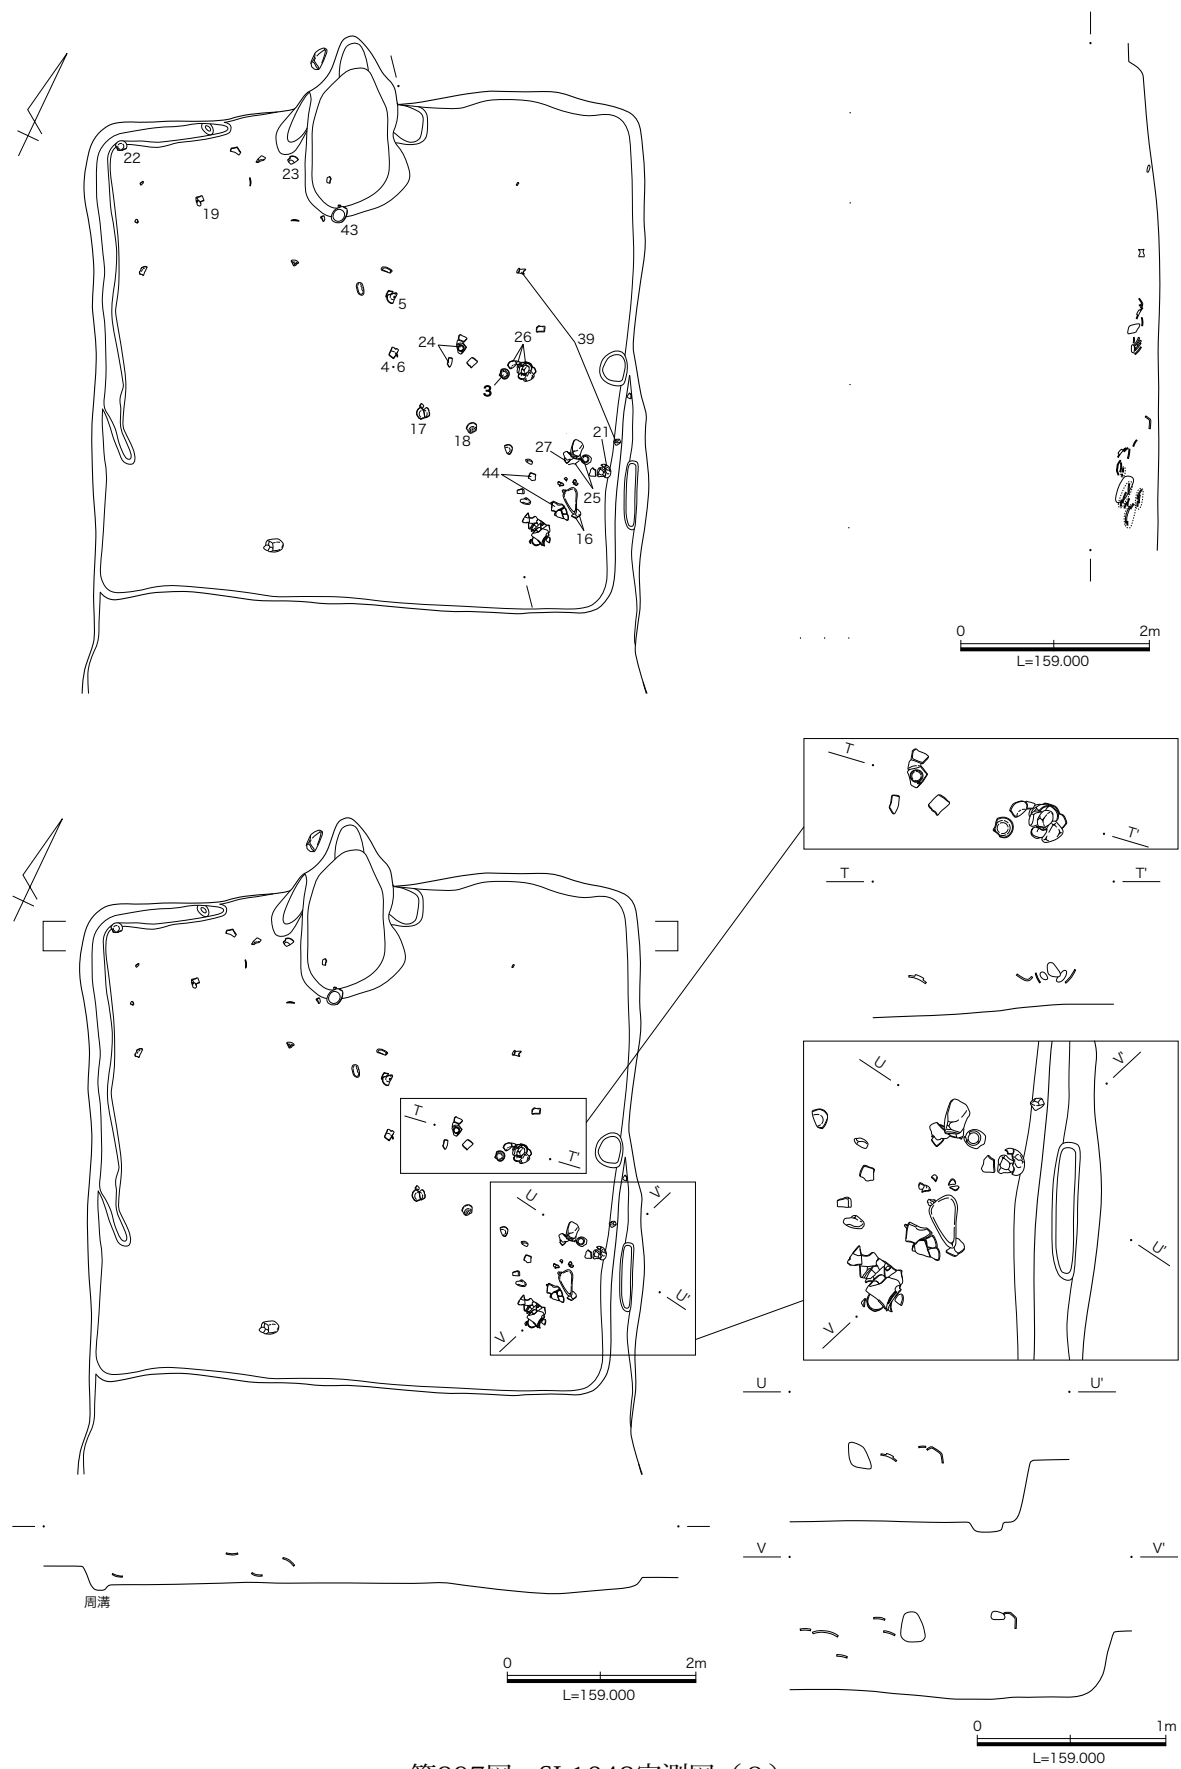 22
23
19
43
5
24
26
39
4・6
3
17
18
27
21
44
25
16
0 2m
L=159.000
T
T'
T T'
T
T'
U
V'
U
V'
U'
V
U'
V
U U'
V V'
周溝
0 2m
L=159.000
0 1m
L=159.000